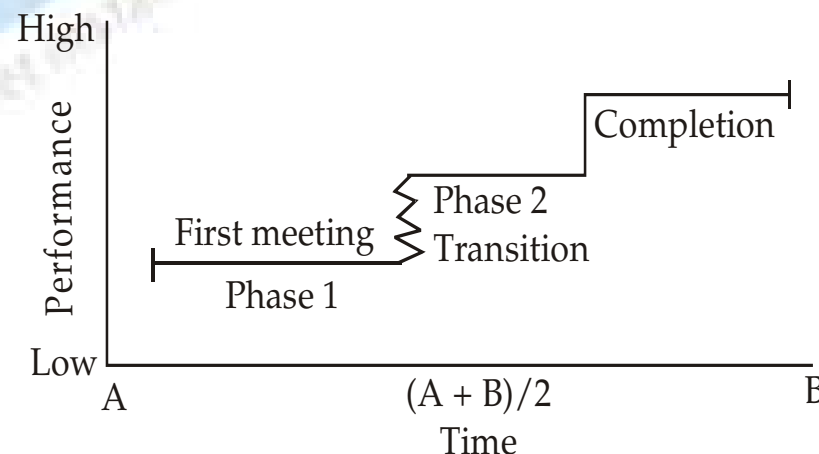 High
Performance
Completion
Phase 2
First meeting
Transition
Phase 1
Low
A
(A + B)/2
B
Time